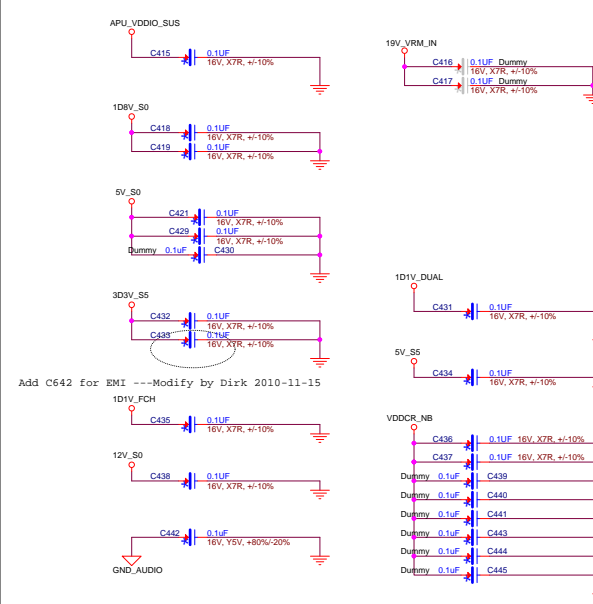 APU_VDDIO_SUS
C415 0.1UF
16V, X7R, +/-10%
19V_VRM_IN
C416 0.1UF Dummy
16V, X7R, +/-10%
C417 0.1UF Dummy
16V, X7R, +/-10%
1D8V_S0
C418 0.1UF
16V, X7R, +/-10%
C419 0.1UF
16V, X7R, +/-10%
5V_S0
C421 0.1UF
16V, X7R, +/-10%
C429 0.1UF
16V, X7R, +/-10%
Dummy 0.1uF C430
3D3V_S5
C432 0.1UF
16V, X7R, +/-10%
C433 0.1UF
16V, X7R, +/-10%
Add C642 for EMI ---Modify by Dirk 2010-11-15
1D1V_FCH
C435 0.1UF
16V, X7R, +/-10%
12V_S0
C438 0.1UF
16V, X7R, +/-10%
C442 0.1uF
16V, Y5V, +80%/-20%
GND_AUDIO
1D1V_DUAL
C431 0.1UF
16V, X7R, +/-10%
5V_S5
C434 0.1UF
16V, X7R, +/-10%
VDDCR_NB
C436 0.1UF 16V, X7R, +/-10%
C437 0.1UF 16V, X7R, +/-10%
Dummy 0.1uF C439
Dummy 0.1uF C440
Dummy 0.1uF C441
Dummy 0.1uF C443
Dummy 0.1uF C444
Dummy 0.1uF C445